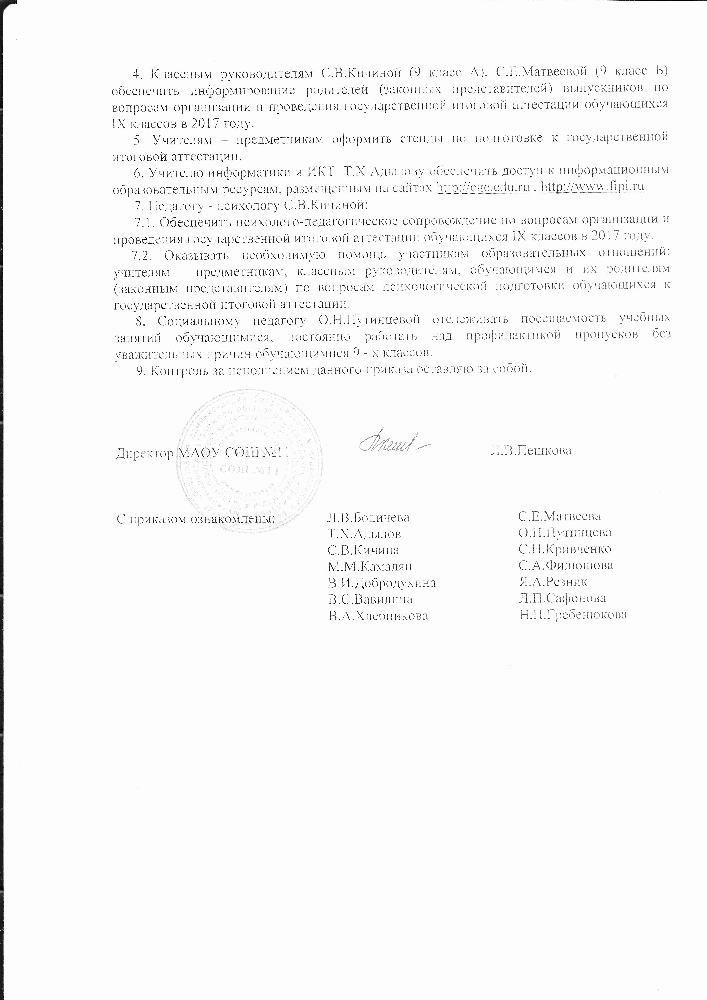 4. Классным руководителям С.В.Кичиной (9 класс А), С.Е.Матвеевой (9 класс Б)
обеспечить информирование родителей (законных представителей) выпускников по
вопросам организации и проведения государственной итоговой аттестации обучающихся
IX классов в 2017 году.
5. Учителям – предметникам оформить стенды по подготовке к государственной
итоговой аттестации.
6. Учителю информатики и ИКТ Т.Х Адылову обеспечить доступ к информационным
образовательным ресурсам, размещенным на сайтах http://ege.edu.ru , http://www.fipi.ru
7. Педагогу - психологу С.В.Кичиной:
7.1. Обеспечить психолого-педагогическое сопровождение по вопросам организации и
проведения государственной итоговой аттестации обучающихся IX классов в 2017 году.
7.2. Оказывать необходимую помощь участникам образовательных отношений:
учителям – предметникам, классным руководителям, обучающимся и их родителям
(законным представителям) по вопросам психологической подготовки обучающихся к
государственной итоговой аттестации.
8. Социальному педагогу О.Н.Путинцевой отслеживать посещаемость учебных
занятий обучающимися, постоянно работать над профилактикой пропусков без
уважительных причин обучающимися 9 - х классов.
9. Контроль за исполнением данного приказа оставляю за собой.
администрации Балаковского муниципального
автономное общеобразовательное учреждение
СОШ №11
Директор МАОУ СОШ №11 Л.В.Пешкова
С приказом ознакомлены: Л.В.Бодичева С.Е.Матвеева
Т.Х.Адылов О.Н.Путинцева
С.В.Кичина С.Н.Кривченко
М.М.Камалян С.А.Филюшова
В.И.Добродухина Я.А.Резник
В.С.Вавилина Л.П.Сафонова
В.А.Хлебникова Н.П.Гребенюкова